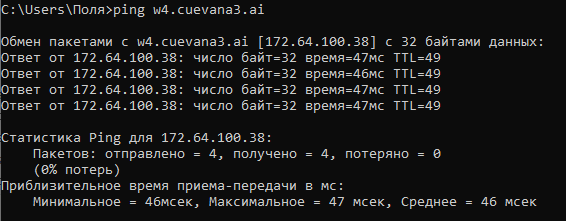 C:\Users\Поля>ping w4.cuevana3.ai
Обмен пакетами с w4.cuevana3.ai [172.64.100.38] с 32 байтами данных:
Ответ от 172.64.100.38: число байт=32 время=47мс TTL=49
Ответ от 172.64.100.38: число байт=32 время=46мс TTL=49
Ответ от 172.64.100.38: число байт=32 время=47мс TTL=49
Ответ от 172.64.100.38: число байт=32 время=47мс TTL=49
Статистика Ping для 172.64.100.38:
    Пакетов: отправлено = 4, получено = 4, потеряно = 0
    (0% потерь)
Приблизительное время приема-передачи в мс:
    Минимальное = 46мсек, Максимальное = 47 мсек, Среднее = 46 мсек